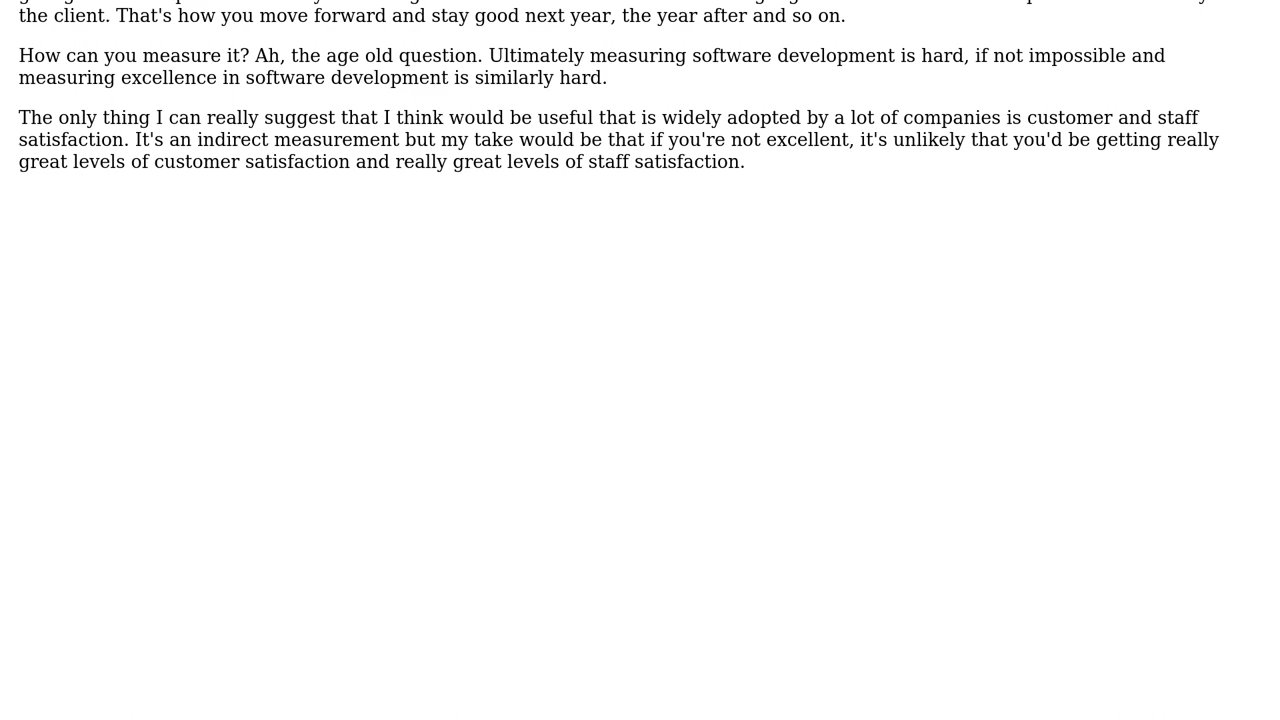 the client. That's how you move forward and stay good next year, the year after and so on.
How can you measure it? Ah, the age old question. Ultimately measuring software development is hard, if not impossible and
measuring excellence in software development is similarly hard.
The only thing I can really suggest that I think would be useful that is widely adopted by a lot of companies is customer and staff
satisfaction. It's an indirect measurement but my take would be that if you're not excellent, it's unlikely that you'd be getting really
great levels of customer satisfaction and really great levels of staff satisfaction.